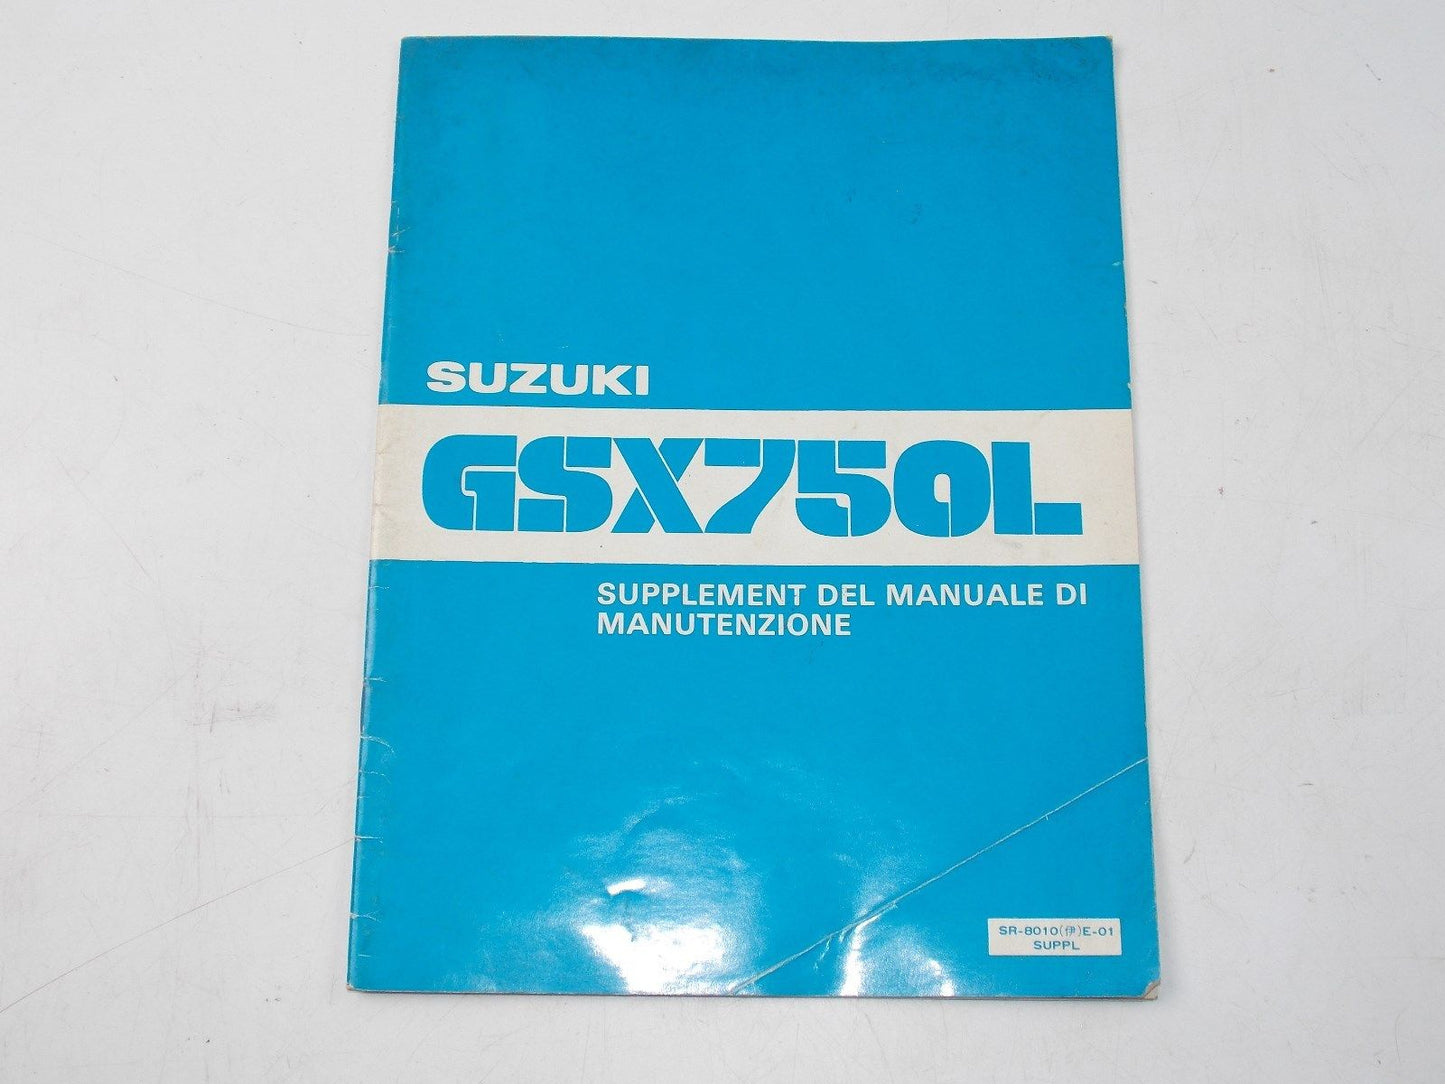 SUZUKI
GSX750L
SUPPLEMENT DEL MANUALE DI
MANUTENZIONE
SR-8010(伊)E-01
SUPPL